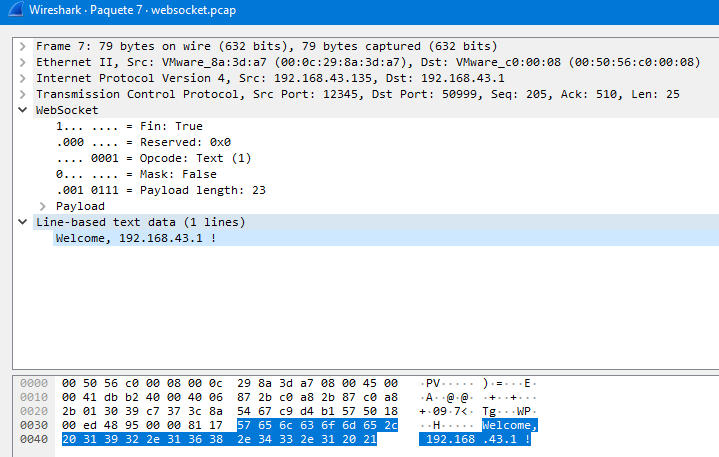 Wireshark · Paquete 7 · websocket.pcap
Frame 7: 79 bytes on wire (632 bits), 79 bytes captured (632 bits)
Ethernet II, Src: VMware_8a:3d:a7 (00:0c:29:8a:3d:a7), Dst: VMware_c0:00:08 (00:50:56:c0:00:08)
Internet Protocol Version 4, Src: 192.168.43.135, Dst: 192.168.43.1
Transmission Control Protocol, Src Port: 12345, Dst Port: 50999, Seq: 205, Ack: 510, Len: 25
WebSocket
1... .... = Fin: True
.000 .... = Reserved: 0x0
.... 0001 = Opcode: Text (1)
0... .... = Mask: False
.001 0111 = Payload length: 23
Payload
Line-based text data (1 lines)
Welcome, 192.168.43.1 !
0000 00 50 56 c0 00 08 00 0c 29 8a 3d a7 08 00 45 00 ·PV····· )·=···E·
0010 00 41 db b2 40 00 40 06 87 2b c0 a8 2b 87 c0 a8 ·A··@·@· ·+··+···
0020 2b 01 30 39 c7 37 3c 8a 54 67 c9 d4 b1 57 50 18 +·09·7<· Tg···WP·
0030 00 ed 48 95 00 00 81 17 57 65 6c 63 6f 6d 65 2c ··H····· Welcome,
0040 20 31 39 32 2e 31 36 38 2e 34 33 2e 31 20 21 192.168 .43.1 !